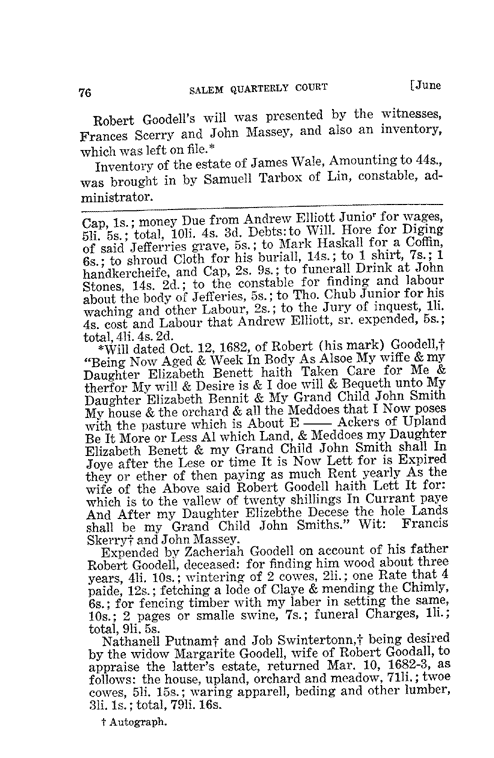 76 SALEM QUARTERLY COURT [June
Robert Goodell's will was presented by the witnesses,
Frances Scerry and John Massey, and also an inventory,
which was left on file.*
Inventory of the estate of James Wale, Amounting to 44s.,
was brought in by Samuell Tarbox of Lin, constable, ad-
ministrator.
Cap, 1s.; money Due from Andrew Elliott Junior for wages,
5li. 5s.; total, 10li. 4s. 3d. Debts: to Will. Hore for Diging
of said Jefferries grave, 5s.; to Mark Haskall for a Coffin,
6s.; to shroud Cloth for his buriall, 14s.; to 1 shirt, 7s.; 1
handkercheife, and Cap, 2s. 9s.; to funerall Drink at John
Stones, 14s. 2d.; to the constable for finding and labour
about the body of Jefferies, 5s.; to Tho. Chub Junior for his
waching and other Labour, 2s.; to the Jury of inquest, 1li.
4s. cost and Labour that Andrew Elliott, sr. expended, 5s.;
total, 4li. 4s. 2d.
*Will dated Oct. 12, 1682, of Robert (his mark) Goodell,†
"Being Now Aged & Week In Body As Alsoe My wiffe & my
Daughter Elizabeth Benett haith Taken Care for Me &
therfor My will & Desire is & I doe will & Bequeth unto My
Daughter Elizabeth Bennit & My Grand Child John Smith
My house & the orchard & all the Meddoes that I Now poses
with the pasture which is About E —— Ackers of Upland
Be It More or Less Al which Land, & Meddoes my Daughter
Elizabeth Benett & my Grand Child John Smith shall In
Joye after the Lese or time It is Now Lett for is Expired
they or ether of then paying as much Rent yearly As the
wife of the Above said Robert Goodell haith Lett It for:
which is to the vallew of twenty shillings In Currant paye
And After my Daughter Elizebthe Decese the hole Lands
shall be my Grand Child John Smiths." Wit: Francis
Skerry† and John Massey.
Expended by Zacheriah Goodell on account of his father
Robert Goodell, deceased: for finding him wood about three
years, 4li. 10s.; wintering of 2 cowes, 2li.; one Rate that 4
paide, 12s.; fetching a lode of Claye & mending the Chimly,
6s.; for fencing timber with my laber in setting the same,
10s.; 2 pages or smalle swine, 7s.; funeral Charges, 1li.;
total, 9li. 5s.
Nathanell Putnam† and Job Swintertonn,† being desired
by the widow Margarite Goodell, wife of Robert Goodall, to
appraise the latter's estate, returned Mar. 10, 1682-3, as
follows: the house, upland, orchard and meadow, 71li.; twoe
cowes, 5li. 15s.; waring apparell, beding and other lumber,
3li. 1s.; total, 79li. 16s.
† Autograph.